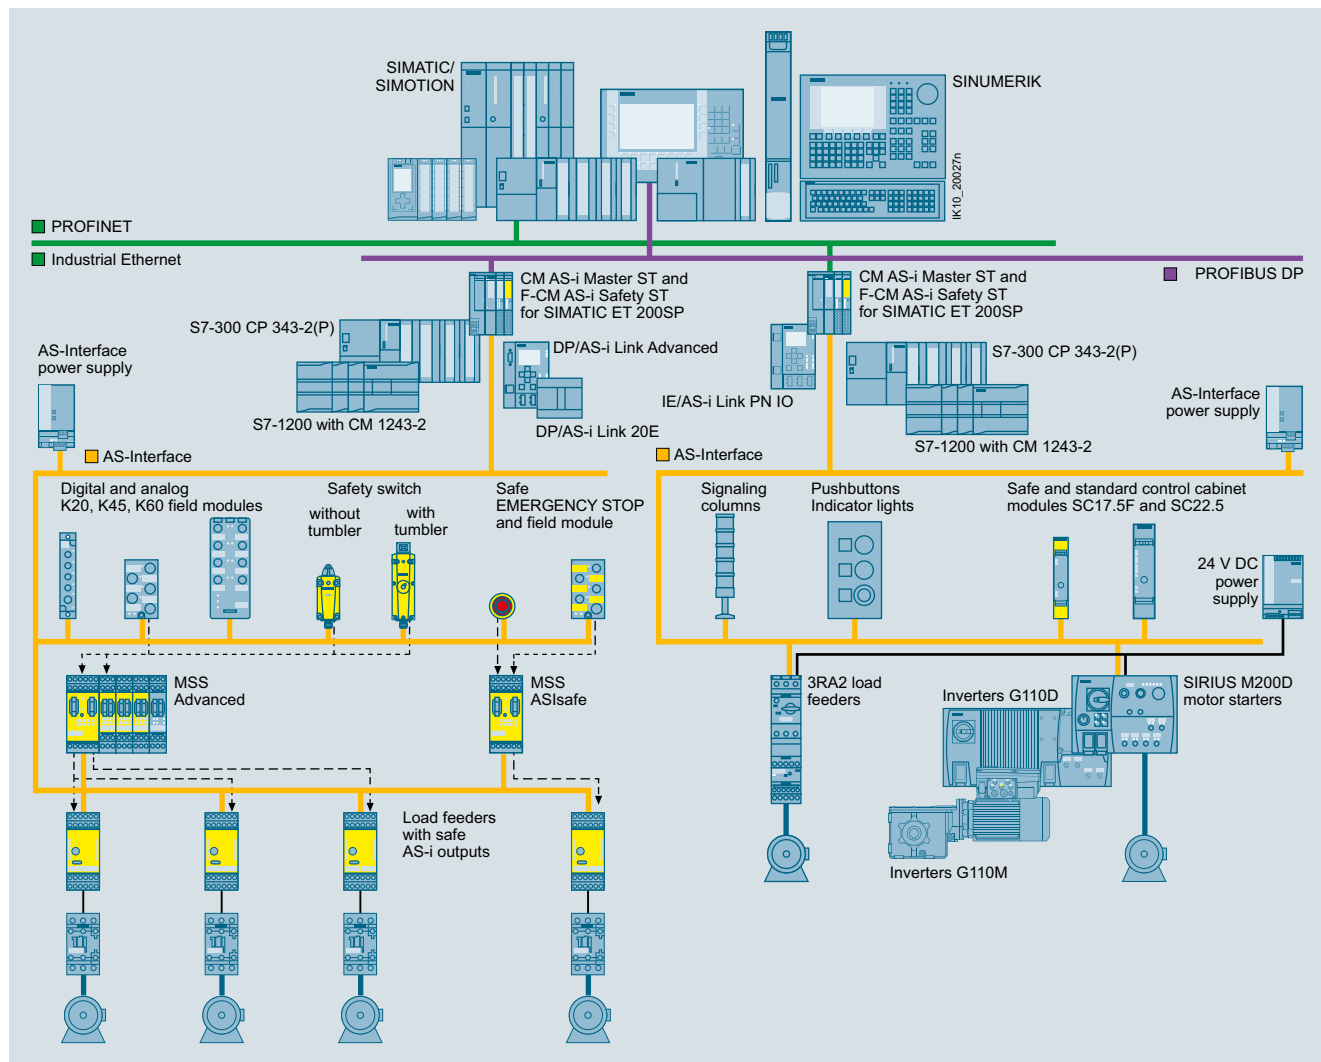 SIMATIC/
SIMOTION
SINUMERIK
IK10_20027n
PROFINET
Industrial Ethernet
PROFIBUS DP
CM AS-i Master ST and
F-CM AS-i Safety ST
for SIMATIC ET 200SP
CM AS-i Master ST and
F-CM AS-i Safety ST
for SIMATIC ET 200SP
S7-300 CP 343-2(P)
DP/AS-i Link Advanced
S7-300 CP 343-2(P)
AS-Interface
power supply
IE/AS-i Link PN IO
AS-Interface
power supply
S7-1200 with CM 1243-2
DP/AS-i Link 20E
S7-1200 with CM 1243-2
AS-Interface
AS-Interface
Digital and analog
K20, K45, K60 field modules
Safety switch
without
tumbler
with
tumbler
Safe
EMERGENCY STOP
and field module
Signaling
columns
Pushbuttons
Indicator lights
Safe and standard control cabinet
modules SC17.5F and SC22.5
24 V DC
power
supply
MSS
Advanced
MSS
ASIsafe
3RA2 load
feeders
Inverters G110D
SIRIUS M200D
motor starters
Load feeders
with safe
AS-i outputs
Inverters G110M